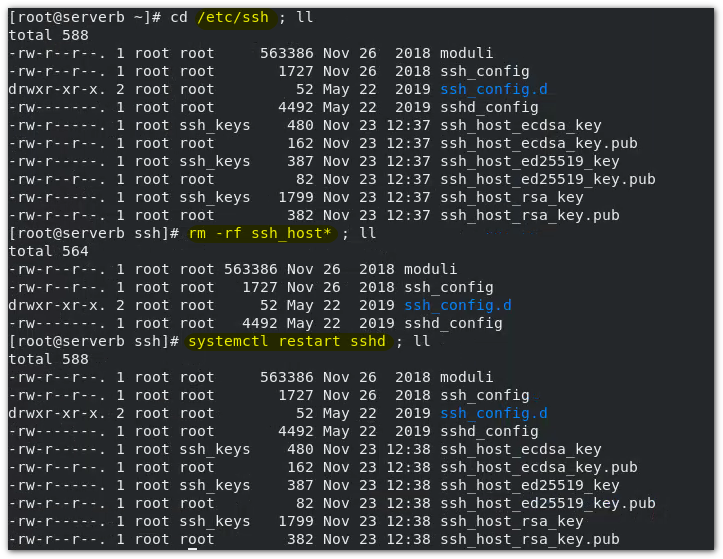 [root@serverb ~]# cd /etc/ssh ; ll
total 588
-rw-r--r--. 1 root root     563386 Nov 26  2018 moduli
-rw-r--r--. 1 root root       1727 Nov 26  2018 ssh_config
drwxr-xr-x. 2 root root         52 May 22  2019 ssh_config.d
-rw-------. 1 root root       4492 May 22  2019 sshd_config
-rw-r-----. 1 root ssh_keys    480 Nov 23 12:37 ssh_host_ecdsa_key
-rw-r--r--. 1 root root        162 Nov 23 12:37 ssh_host_ecdsa_key.pub
-rw-r-----. 1 root ssh_keys    387 Nov 23 12:37 ssh_host_ed25519_key
-rw-r--r--. 1 root root         82 Nov 23 12:37 ssh_host_ed25519_key.pub
-rw-r-----. 1 root ssh_keys   1799 Nov 23 12:37 ssh_host_rsa_key
-rw-r--r--. 1 root root        382 Nov 23 12:37 ssh_host_rsa_key.pub
[root@serverb ssh]# rm -rf ssh_host* ; ll
total 564
-rw-r--r--. 1 root root 563386 Nov 26  2018 moduli
-rw-r--r--. 1 root root   1727 Nov 26  2018 ssh_config
drwxr-xr-x. 2 root root     52 May 22  2019 ssh_config.d
-rw-------. 1 root root   4492 May 22  2019 sshd_config
[root@serverb ssh]# systemctl restart sshd ; ll
total 588
-rw-r--r--. 1 root root     563386 Nov 26  2018 moduli
-rw-r--r--. 1 root root       1727 Nov 26  2018 ssh_config
drwxr-xr-x. 2 root root         52 May 22  2019 ssh_config.d
-rw-------. 1 root root       4492 May 22  2019 sshd_config
-rw-r-----. 1 root ssh_keys    480 Nov 23 12:38 ssh_host_ecdsa_key
-rw-r--r--. 1 root root        162 Nov 23 12:38 ssh_host_ecdsa_key.pub
-rw-r-----. 1 root ssh_keys    387 Nov 23 12:38 ssh_host_ed25519_key
-rw-r--r--. 1 root root         82 Nov 23 12:38 ssh_host_ed25519_key.pub
-rw-r-----. 1 root ssh_keys   1799 Nov 23 12:38 ssh_host_rsa_key
-rw-r--r--. 1 root root        382 Nov 23 12:38 ssh_host_rsa_key.pub